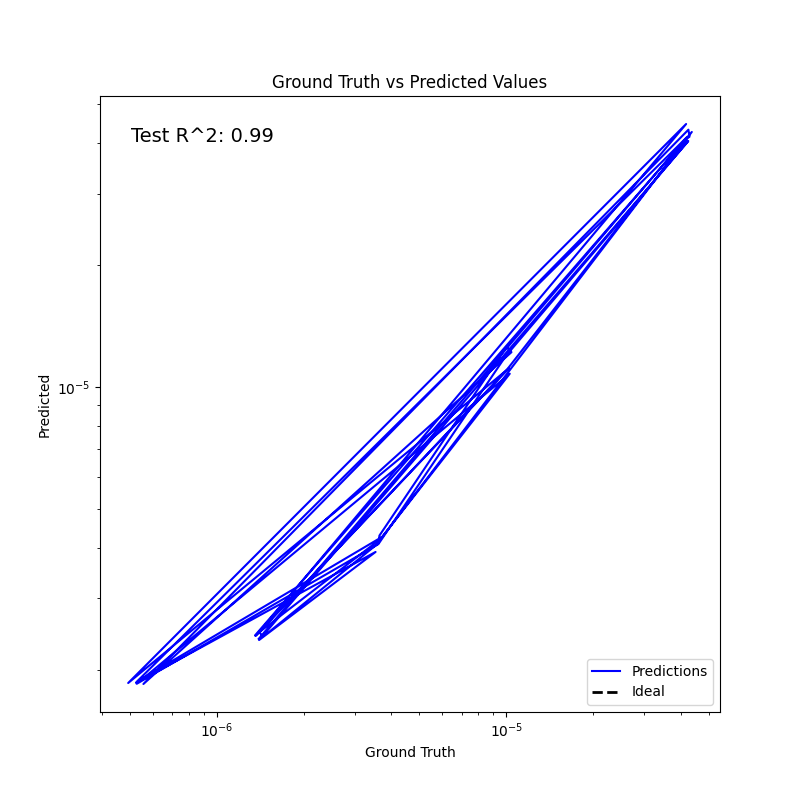 Ground Truth vs Predicted Values
Test R^2: 0.99
Predicted
10⁻⁵
10⁻⁶
10⁻⁵
Ground Truth
Predictions
Ideal